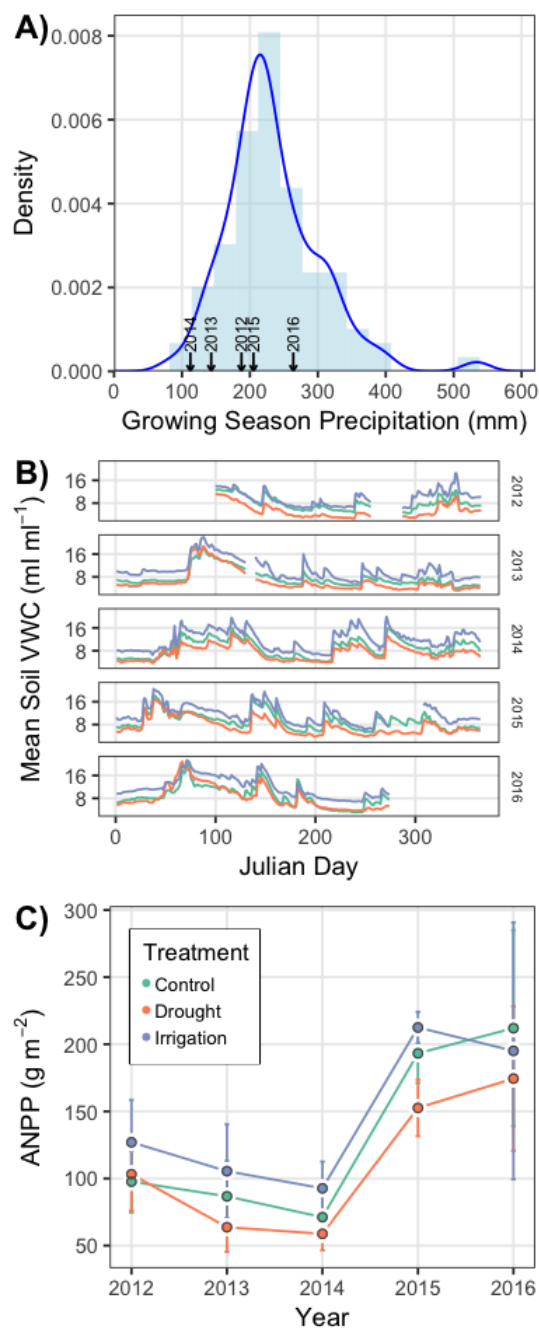 A)
0.008
0.006
0.004
0.002
0.000
Density
2014
2013
2012
2015
2016
0 100 200 300 400 500 600
Growing Season Precipitation (mm)
B)
Mean Soil VWC (ml ml⁻¹)
16
8
2012
16
8
2013
16
8
2014
16
8
2015
16
8
2016
0 100 200 300
Julian Day
C)
300
250
200
150
100
50
ANPP (g m⁻²)
Treatment
Control
Drought
Irrigation
2012 2013 2014 2015 2016
Year